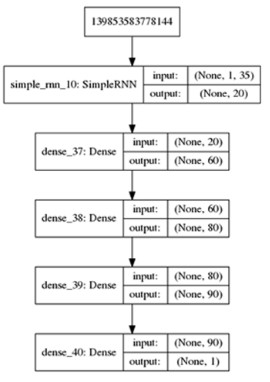 139853583778144
simple_rnn_10: SimpleRNN
input: (None, 1, 35)
output: (None, 20)
dense_37: Dense
input: (None, 20)
output: (None, 60)
dense_38: Dense
input: (None, 60)
output: (None, 80)
dense_39: Dense
input: (None, 80)
output: (None, 90)
dense_40: Dense
input: (None, 90)
output: (None, 1)